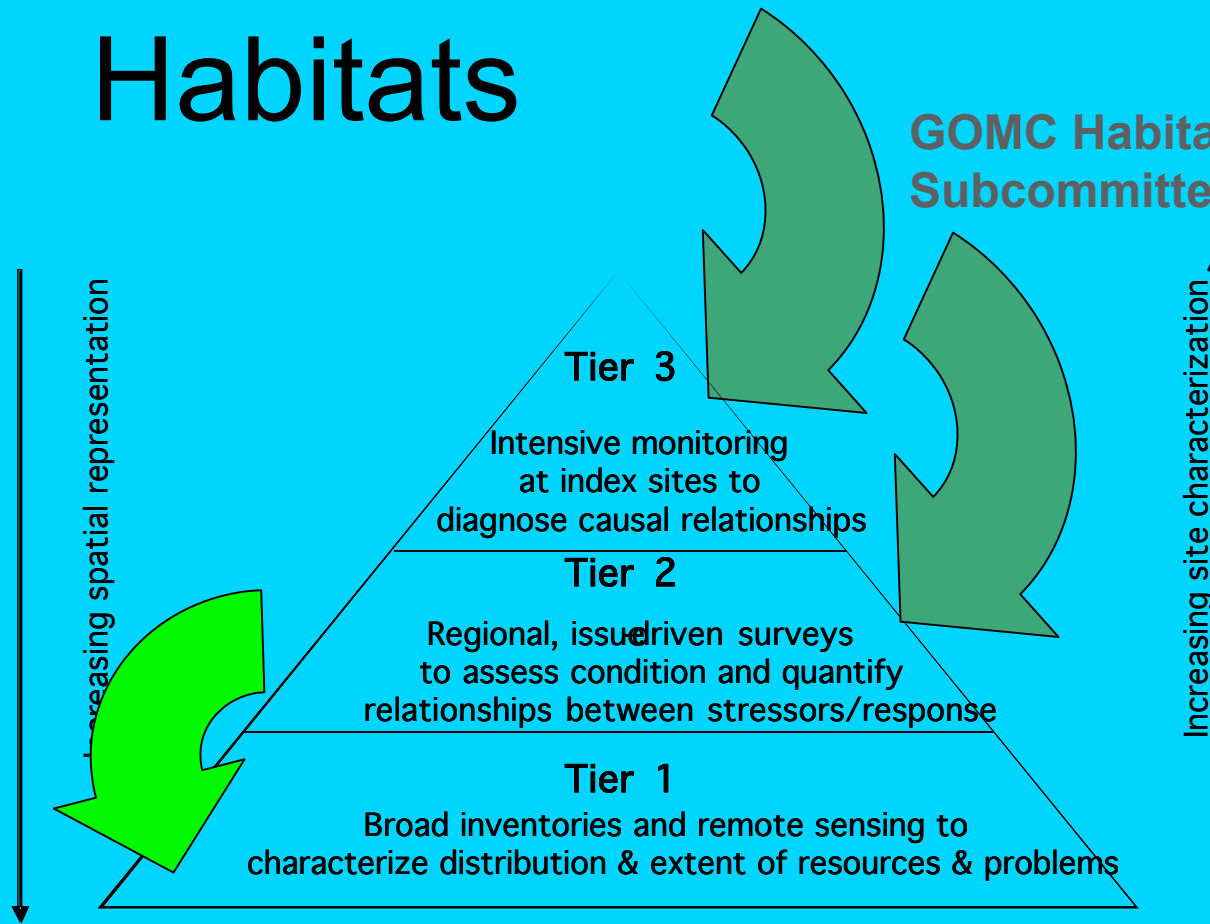 Habitats
GOMC Habita
Subcommitte
Increasing spatial representation
Tier 3
Intensive monitoring
at index sites to
diagnose causal relationships
Tier 2
Regional, issue-driven surveys
to assess condition and quantify
relationships between stressors/response
Tier 1
Broad inventories and remote sensing to
characterize distribution & extent of resources & problems
Increasing site characterization